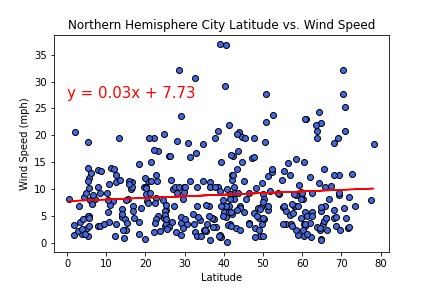 Northern Hemisphere City Latitude vs. Wind Speed
Wind Speed (mph)
35
30
25
20
15
10
5
0
y = 0.03x + 7.73
0 10 20 30 40 50 60 70 80
Latitude